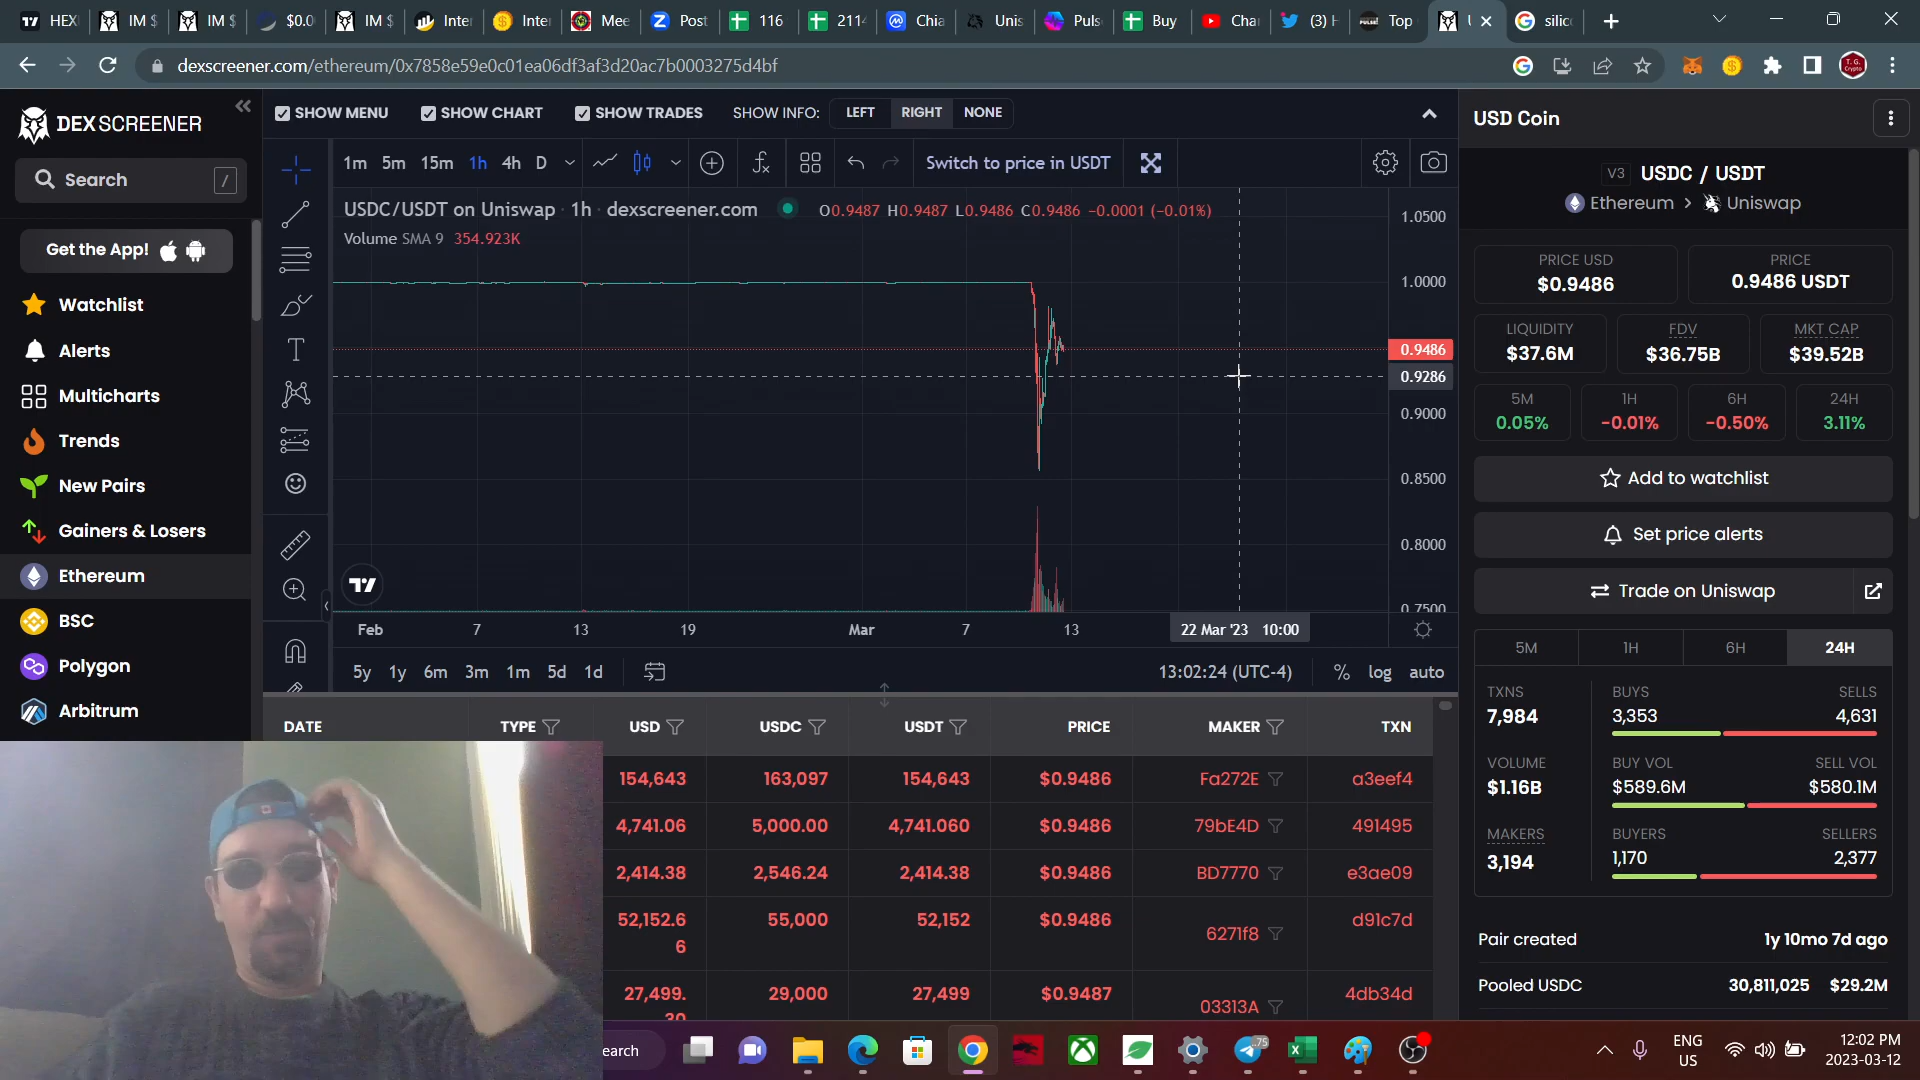 HEX
IM $
IM $
$0.0
IM $
Inter
Inter
Mee
Post
116
2114
Chia
Unis
Puls
Buy
Cha
(3) H
Top
silic
dexscreener.com/ethereum/0x7858e59e0c01ea06df3af3d20ac7b0003275d4bf
DEX SCREENER
Search /
Get the App!
Watchlist
Alerts
Multicharts
Trends
New Pairs
Gainers & Losers
Ethereum
BSC
Polygon
Arbitrum
SHOW MENU SHOW CHART SHOW TRADES SHOW INFO: LEFT RIGHT NONE
1m 5m 15m 1h 4h D Switch to price in USDT
USDC/USDT on Uniswap · 1h · dexscreener.com O0.9487 H0.9487 L0.9486 C0.9486 -0.0001 (-0.01%)
Volume SMA 9 354.923K
1.0500
1.0000
0.9486
0.9286
0.9000
0.8500
0.8000
0.7500
Feb 7 13 19 Mar 7 13 22 Mar '23 10:00
5y 1y 6m 3m 1m 5d 1d 13:02:24 (UTC-4) % log auto
DATE TYPE USD USDC USDT PRICE MAKER TXN
154,643 163,097 154,643 $0.9486 Fa272E a3eef4
4,741.06 5,000.00 4,741.060 $0.9486 79bE4D 491495
2,414.38 2,546.24 2,414.38 $0.9486 BD7770 e3ae09
52,152.6
6 55,000 52,152 $0.9486 6271f8 d91c7d
27,499. 29,000 27,499 $0.9487 03313A 4db34d
USD Coin
V3 USDC / USDT
Ethereum > Uniswap
PRICE USD
$0.9486
PRICE
0.9486 USDT
LIQUIDITY
$37.6M
FDV
$36.75B
MKT CAP
$39.52B
5M
0.05%
1H
-0.01%
6H
-0.50%
24H
3.11%
Add to watchlist
Set price alerts
Trade on Uniswap
5M 1H 6H 24H
TXNS
7,984
BUYS SELLS
3,353 4,631
VOLUME
$1.16B
BUY VOL SELL VOL
$589.6M $580.1M
MAKERS
3,194
BUYERS SELLERS
1,170 2,377
Pair created 1y 10mo 7d ago
Pooled USDC 30,811,025 $29.2M
earch
ENG
US
12:02 PM
2023-03-12